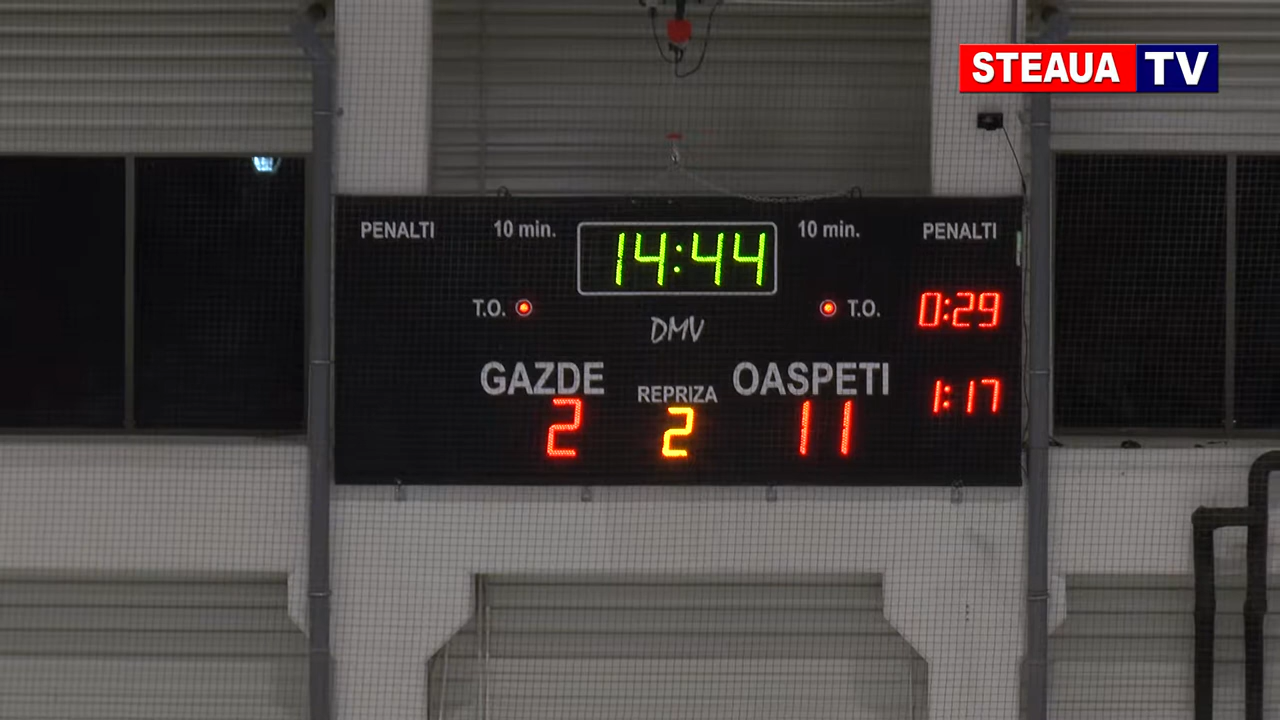 STEAUA TV
PENALTI 10 min. 14:44 10 min. PENALTI
T.O. T.O. 0:29
DMV
GAZDE REPRIZA OASPETI 1:17
2 2 11